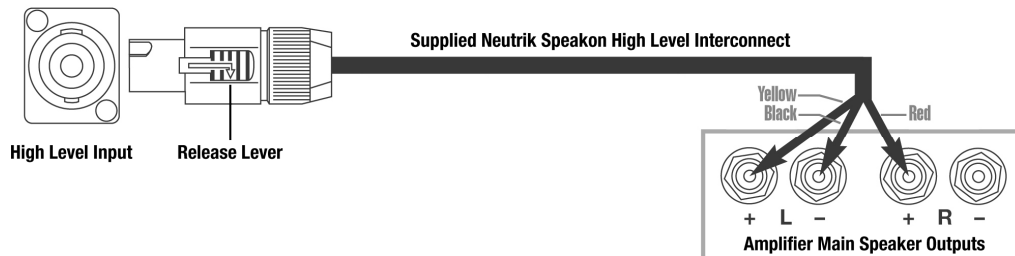 Supplied Neutrik Speakon High Level Interconnect
Yellow
Black
Red
High Level Input
Release Lever
+ L − + R −
Amplifier Main Speaker Outputs